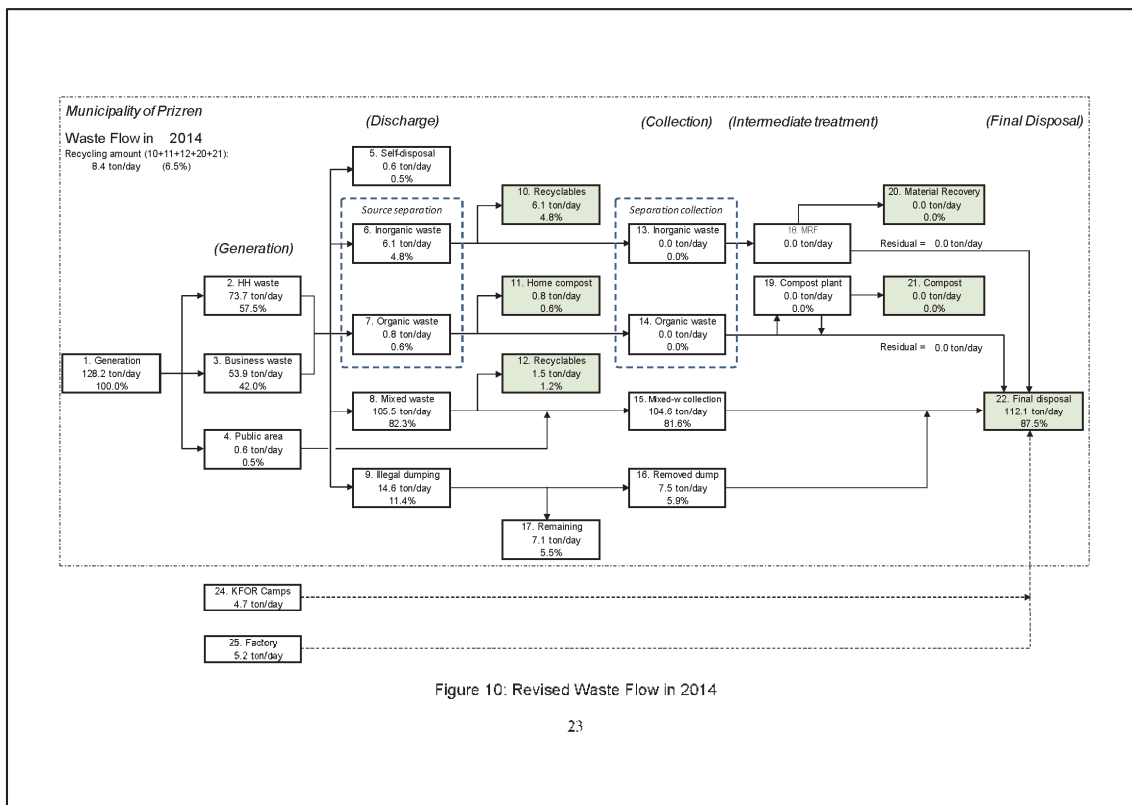 Municipality of Prizren
Waste Flow in 2014
Recycling amount (10+11+12+20+21):
8.4 ton/day (6.5%)
(Generation)
(Discharge)
(Collection)
(Intermediate treatment)
(Final Disposal)
1. Generation
128.2 ton/day
100.0%
2. HH waste
73.7 ton/day
57.5%
3. Business waste
53.9 ton/day
42.0%
4. Public area
0.6 ton/day
0.5%
5. Self-disposal
0.6 ton/day
0.5%
Source separation
6. Inorganic waste
6.1 ton/day
4.8%
7. Organic waste
0.8 ton/day
0.6%
8. Mixed waste
105.5 ton/day
82.3%
9. Illegal dumping
14.6 ton/day
11.4%
10. Recyclables
6.1 ton/day
4.8%
11. Home compost
0.8 ton/day
0.6%
12. Recyclables
1.5 ton/day
1.2%
Separation collection
13. Inorganic waste
0.0 ton/day
0.0%
14. Organic waste
0.0 ton/day
0.0%
15. Mixed-w collection
104.6 ton/day
81.6%
16. Removed dump
7.5 ton/day
5.9%
17. Remaining
7.1 ton/day
5.5%
MRF
0.0 ton/day
19. Compost plant
0.0 ton/day
0.0%
20. Material Recovery
0.0 ton/day
0.0%
Residual = 0.0 ton/day
21. Compost
0.0 ton/day
0.0%
Residual = 0.0 ton/day
22. Final disposal
112.1 ton/day
87.5%
24. KFOR Camps
4.7 ton/day
25. Factory
5.2 ton/day
Figure 10: Revised Waste Flow in 2014
23